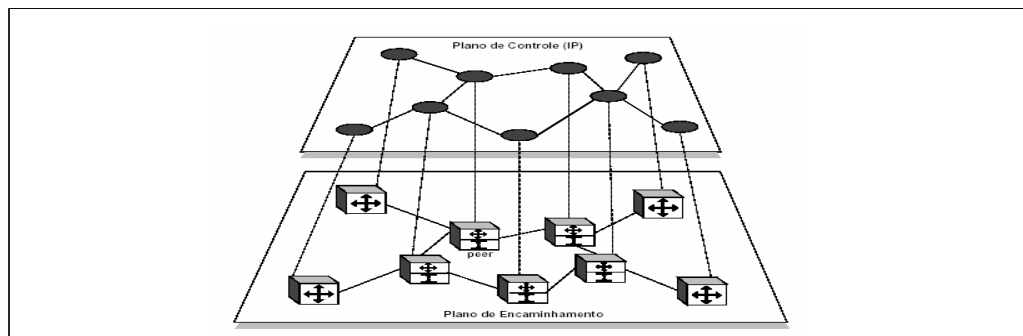 Plano de Controle (IP)
peer
Plano de Encaminhamento